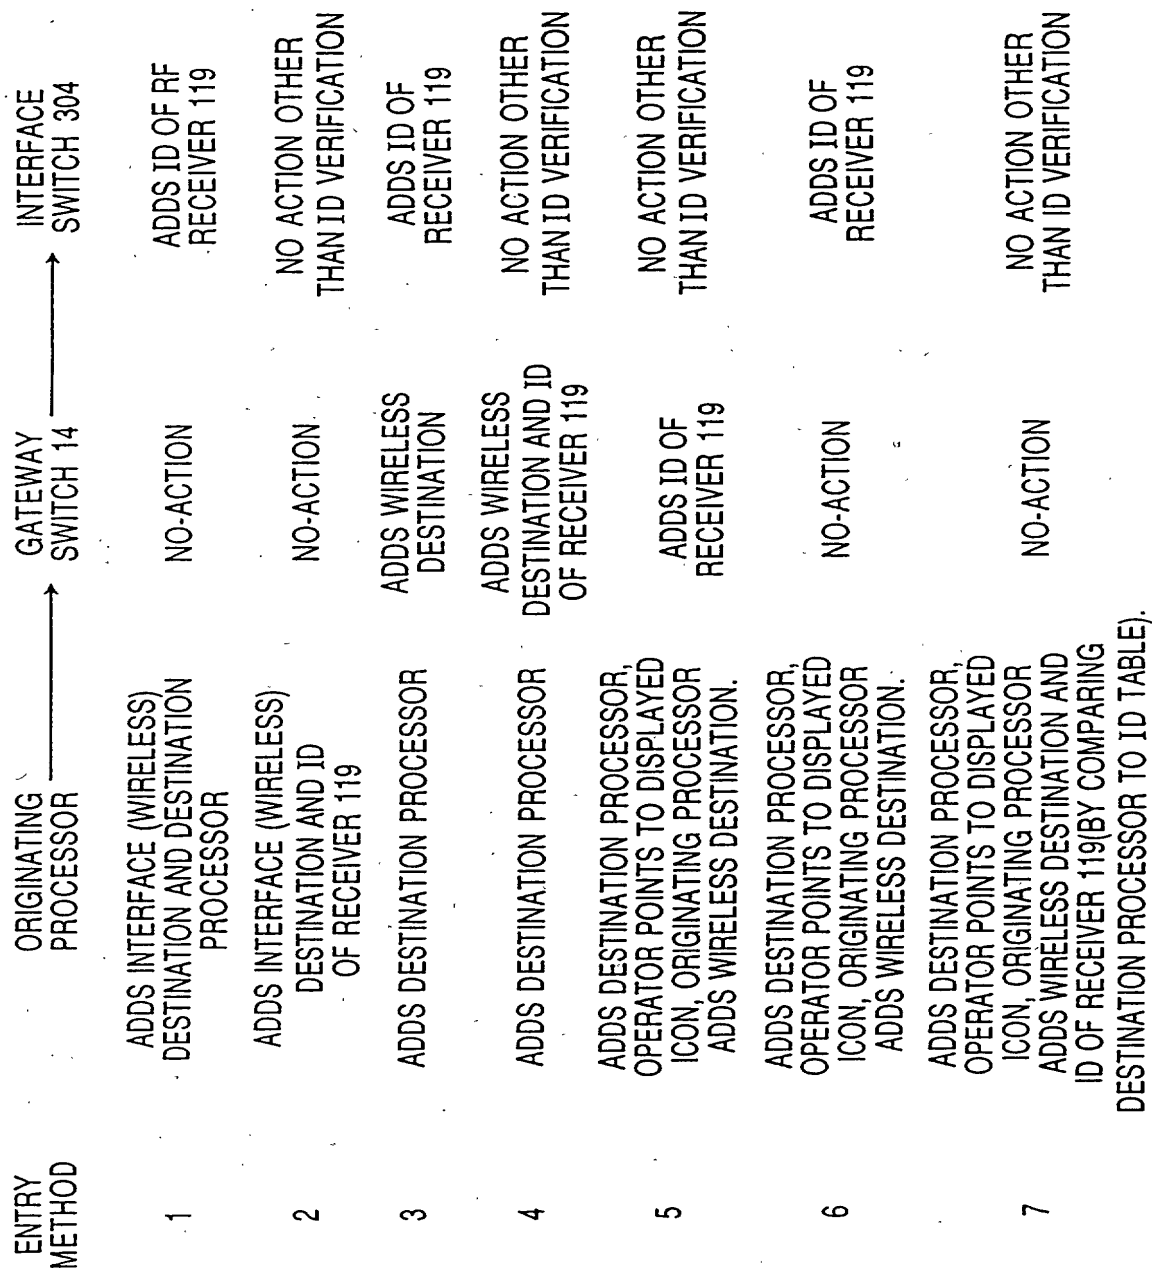 ENTRY
METHOD
ORIGINATING
PROCESSOR
GATEWAY
SWITCH 14
INTERFACE
SWITCH 304
1
ADDS INTERFACE (WIRELESS)
DESTINATION AND DESTINATION
PROCESSOR
NO-ACTION
ADDS ID OF RF
RECEIVER 119
2
ADDS INTERFACE (WIRELESS)
DESTINATION AND ID
OF RECEIVER 119
NO-ACTION
NO ACTION OTHER
THAN ID VERIFICATION
3
ADDS DESTINATION PROCESSOR
ADDS WIRELESS
DESTINATION
ADDS ID OF
RECEIVER 119
4
ADDS DESTINATION PROCESSOR
ADDS WIRELESS
DESTINATION AND ID
OF RECEIVER 119
NO ACTION OTHER
THAN ID VERIFICATION
5
ADDS DESTINATION PROCESSOR,
OPERATOR POINTS TO DISPLAYED
ICON, ORIGINATING PROCESSOR
ADDS WIRELESS DESTINATION.
ADDS ID OF
RECEIVER 119
NO ACTION OTHER
THAN ID VERIFICATION
6
ADDS DESTINATION PROCESSOR,
OPERATOR POINTS TO DISPLAYED
ICON, ORIGINATING PROCESSOR
ADDS WIRELESS DESTINATION.
NO-ACTION
ADDS ID OF
RECEIVER 119
7
ADDS DESTINATION PROCESSOR,
OPERATOR POINTS TO DISPLAYED
ICON, ORIGINATING PROCESSOR
ADDS WIRELESS DESTINATION AND
ID OF RECEIVER 119(BY COMPARING
DESTINATION PROCESSOR TO ID TABLE).
NO-ACTION
NO ACTION OTHER
THAN ID VERIFICATION